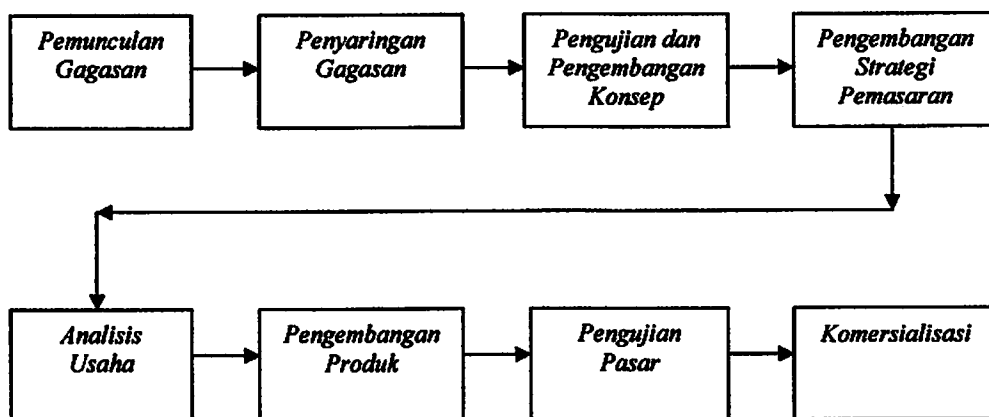 Pemunculan
Gagasan
Penyaringan
Gagasan
Pengujian dan
Pengembangan
Konsep
Pengembangan
Strategi
Pemasaran
Analisis
Usaha
Pengembangan
Produk
Pengujian
Pasar
Komersialisasi